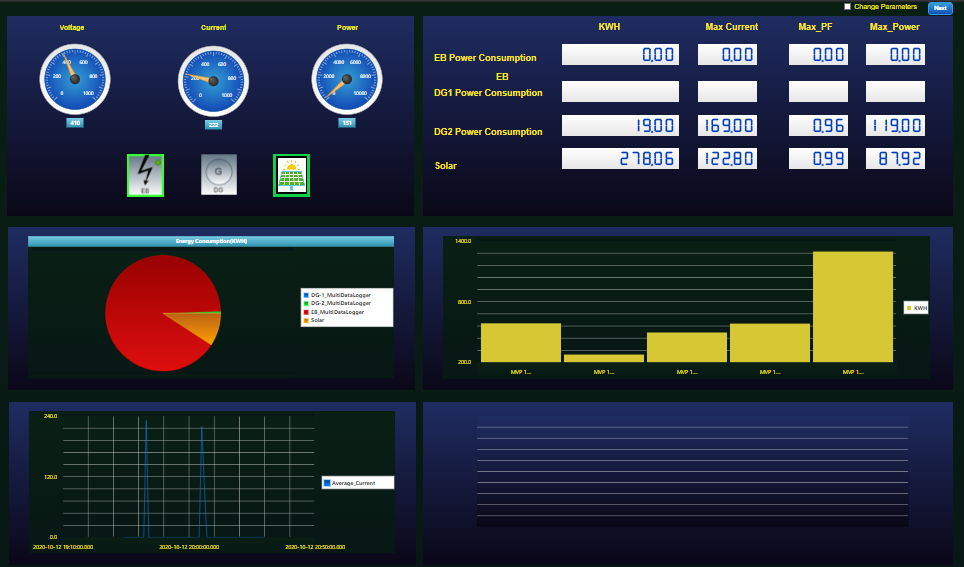 Change Parameters
Next
Voltage
Current
Power
0
200
400
600
800
1000
410
0
200
400
600
800
1000
222
0
2000
4000
6000
8000
10000
151
EB
G
DG
KWH
Max Current
Max_PF
Max_Power
EB Power Consumption
0.00
0.00
0.00
0.00
EB
DG1 Power Consumption
DG2 Power Consumption
19.00
169.00
0.96
119.00
Solar
278.06
122.80
0.99
87.92
Energy Consumption(KWH)
DG-1_MultiDataLogger
DG-2_MultiDataLogger
EB_MultiDataLogger
Solar
1400.0
800.0
200.0
MVP 1...
MVP 1...
MVP 1...
MVP 1...
MVP 1...
KWH
240.0
120.0
0.0
2020-10-12 19:10:00.000
2020-10-12 20:00:00.000
2020-10-12 20:50:00.000
Average_Current